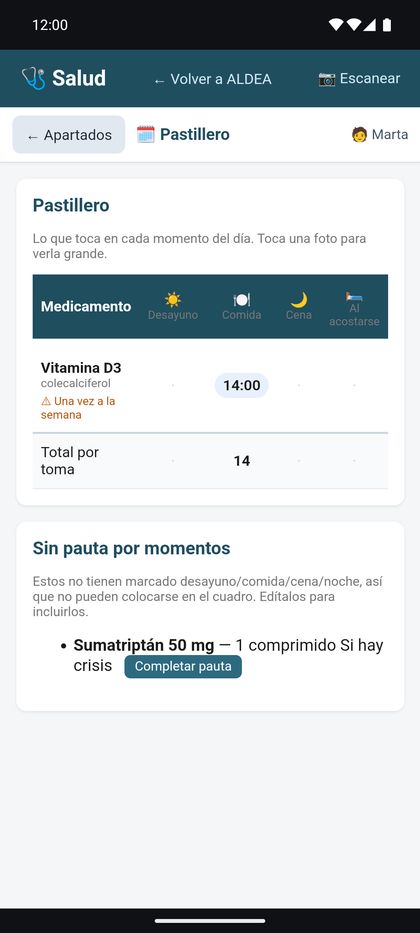 12:00
🩺 Salud
← Volver a ALDEA
📷 Escanear
← Apartados
🗓️ Pastillero
🧑 Marta
Pastillero
Lo que toca en cada momento del día. Toca una foto para
verla grande.
Medicamento
☀️ Desayuno
🍽️ Comida
🌙 Cena
🛏️ Al
acostarse
Vitamina D3
colecalciferol
⚠ Una vez a la
semana
· 14:00 · ·
Total por
toma
· 14 · ·
Sin pauta por momentos
Estos no tienen marcado desayuno/comida/cena/noche, así
que no pueden colocarse en el cuadro. Edítalos para
incluirlos.
• Sumatriptán 50 mg — 1 comprimido Si hay
crisis Completar pauta